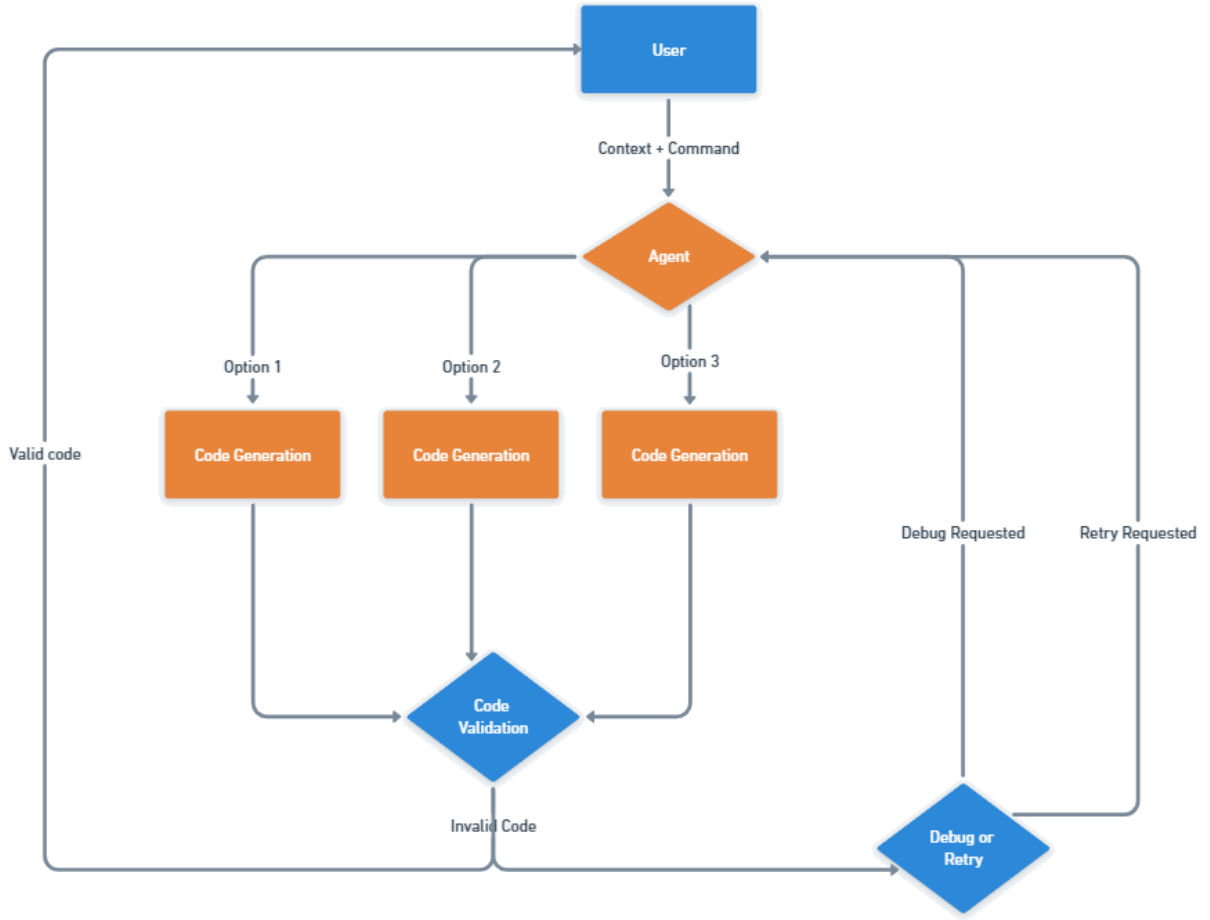 User
Context + Command
Agent
Option 1
Option 2
Option 3
Valid code
Code Generation
Code Generation
Code Generation
Debug Requested
Retry Requested
Code
Validation
Invalid Code
Debug or
Retry